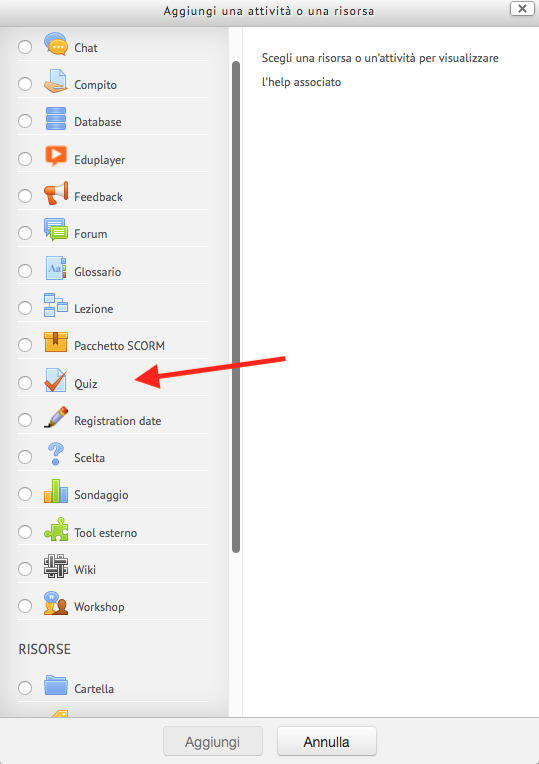 Aggiungi una attività o una risorsa
Chat
Compito
Database
Eduplayer
Feedback
Forum
Aa
Glossario
Lezione
Pacchetto SCORM
Quiz
Registration date
Scelta
Sondaggio
Tool esterno
Wiki
Workshop
RISORSE
Cartella
Scegli una risorsa o un'attività per visualizzare
l'help associato
Aggiungi
Annulla